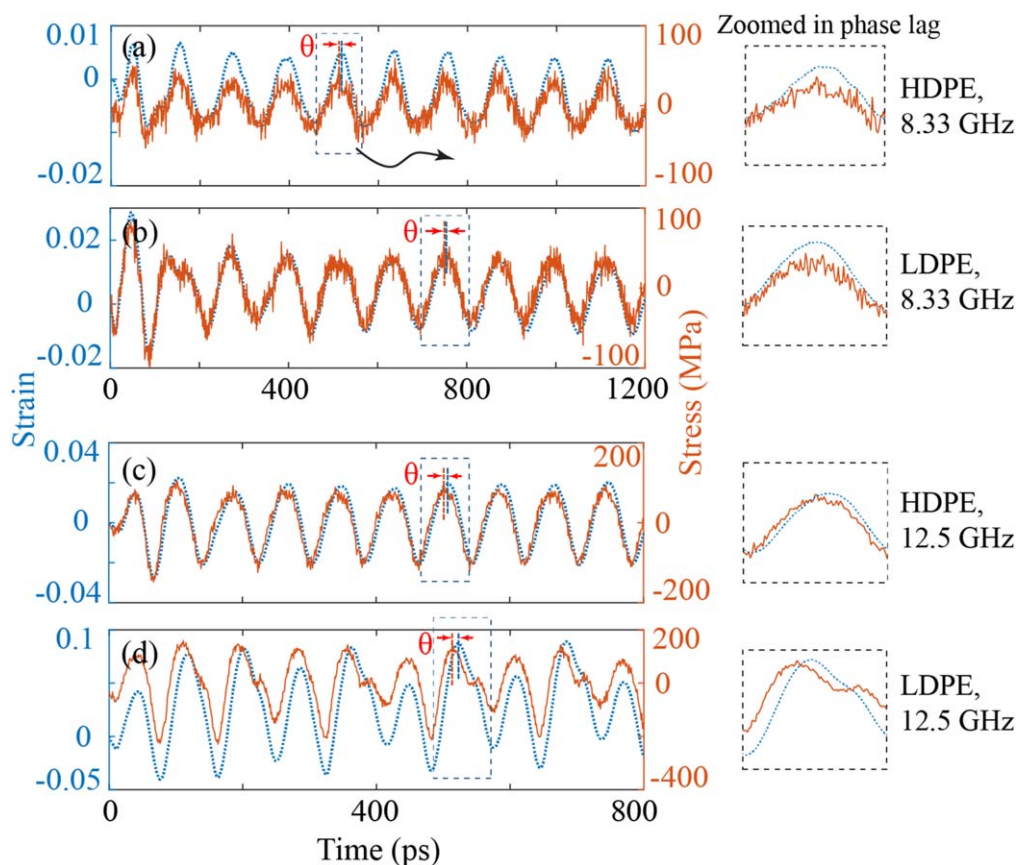 Zoomed in phase lag
0.01
(a)
θ
100
0
0
HDPE,
8.33 GHz
-0.02
-100
(b)
θ
100
0.02
0
0
LDPE,
8.33 GHz
-0.02
-100
0
400
800
1200
Strain
Stress (MPa)
0.04
(c)
θ
200
0
0
HDPE,
12.5 GHz
-0.04
-200
0.1
(d)
θ
200
0
0
LDPE,
12.5 GHz
-0.05
-400
0
400
800
Time (ps)